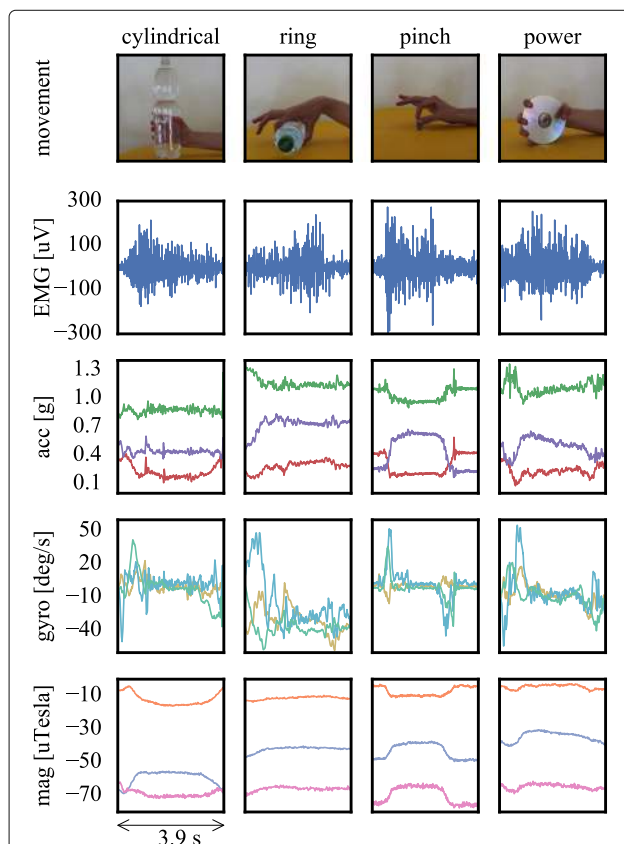 cylindrical ring pinch power
movement
EMG [uV]
300
100
−100
−300
acc [g]
1.3
1.0
0.7
0.4
0.1
gyro [deg/s]
50
20
−10
−40
mag [uTesla]
−10
−30
−50
−70
3.9 s